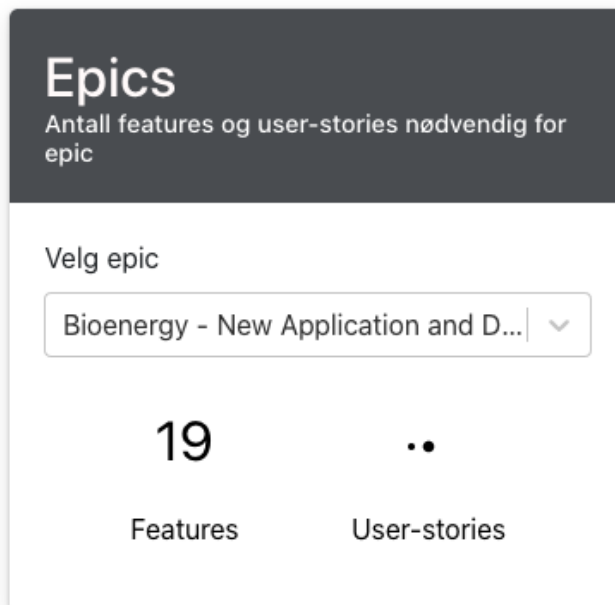 Epics
Antall features og user-stories nødvendig for
epic
Velg epic
Bioenergy - New Application and D...
19
Features
User-stories